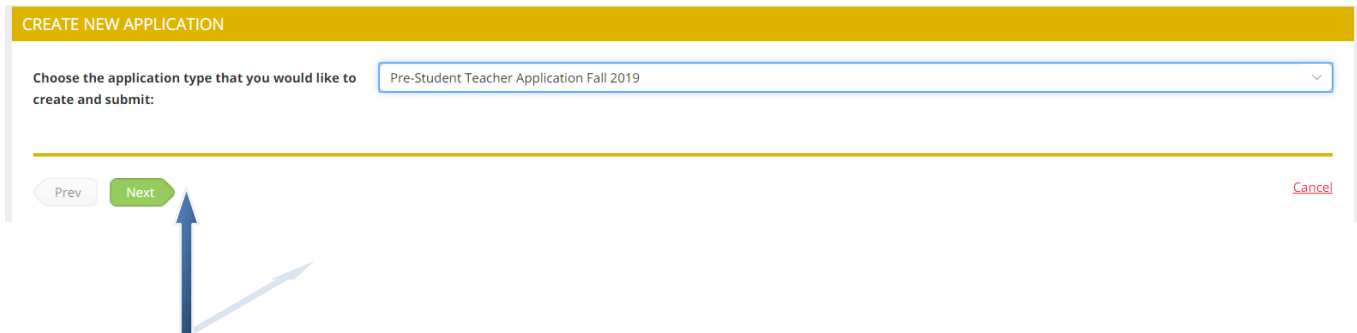 CREATE NEW APPLICATION
Choose the application type that you would like to
create and submit:
Pre-Student Teacher Application Fall 2019
Prev
Next
Cancel